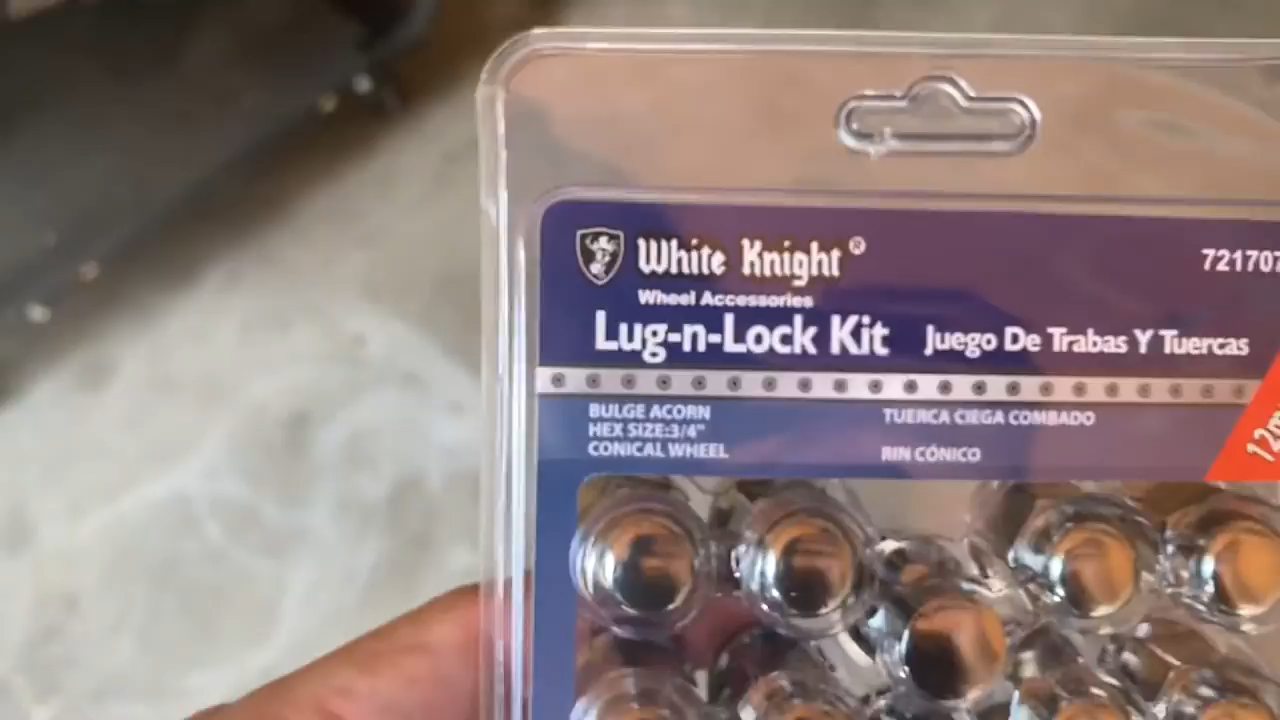 White Knight®
721707
Wheel Accessories
Lug-n-Lock Kit
Juego De Trabas Y Tuercas
BULGE ACORN
HEX SIZE:3/4"
CONICAL WHEEL
TUERCA CIEGA COMBADO
RIN CÓNICO